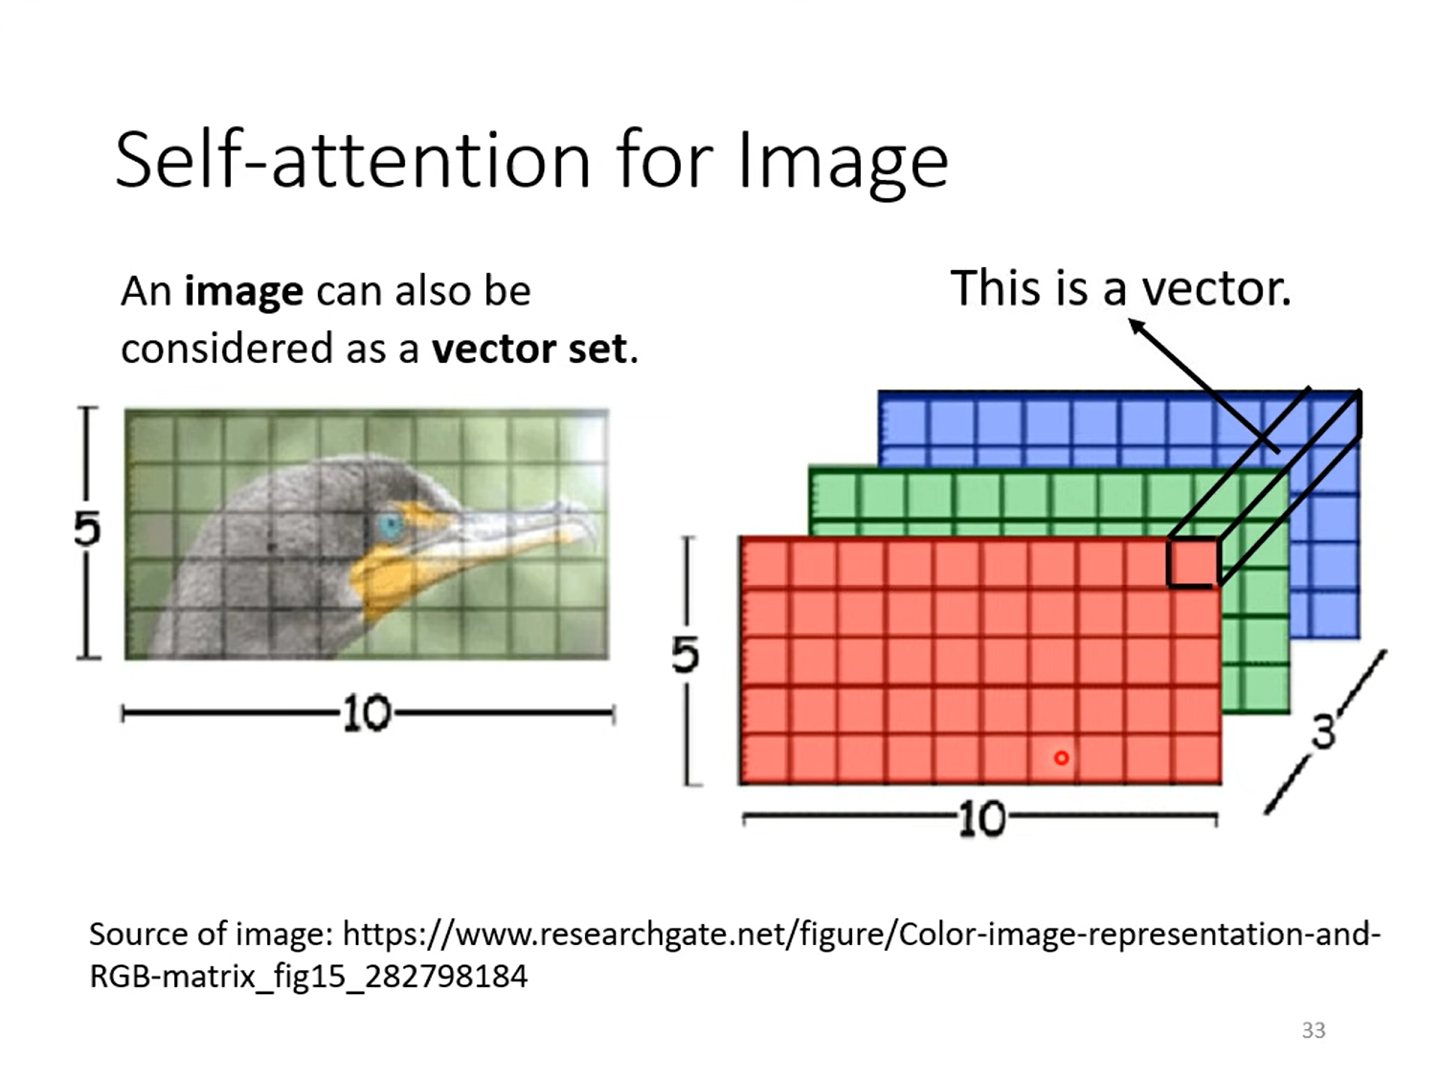 Self-attention for Image
An image can also be
considered as a vector set.
This is a vector.
5
10
5
10
3
Source of image: https://www.researchgate.net/figure/Color-image-representation-and-
RGB-matrix_fig15_282798184
33